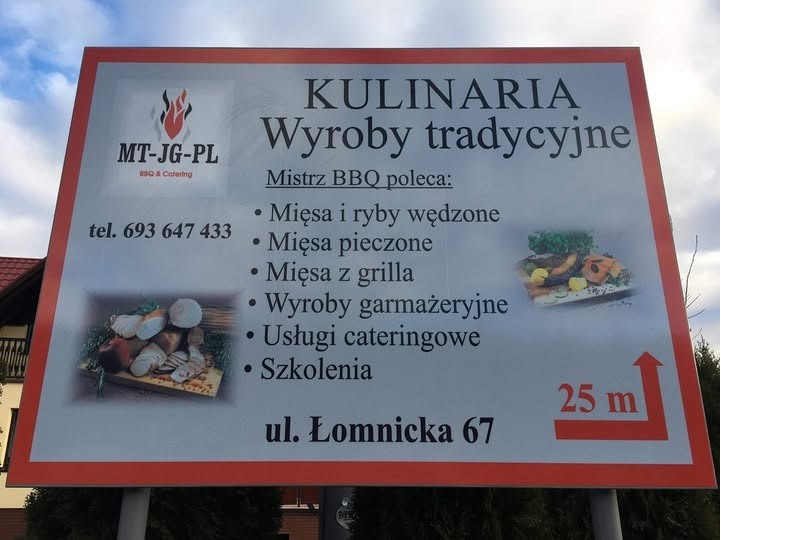 KULINARIA
Wyroby tradycyjne
MT-JG-PL
BBQ & Catering
tel. 693 647 433
Mistrz BBQ poleca:
• Mięsa i ryby wędzone
• Mięsa pieczone
• Mięsa z grilla
• Wyroby garmażeryjne
• Usługi cateringowe
• Szkolenia
25 m
ul. Łomnicka 67